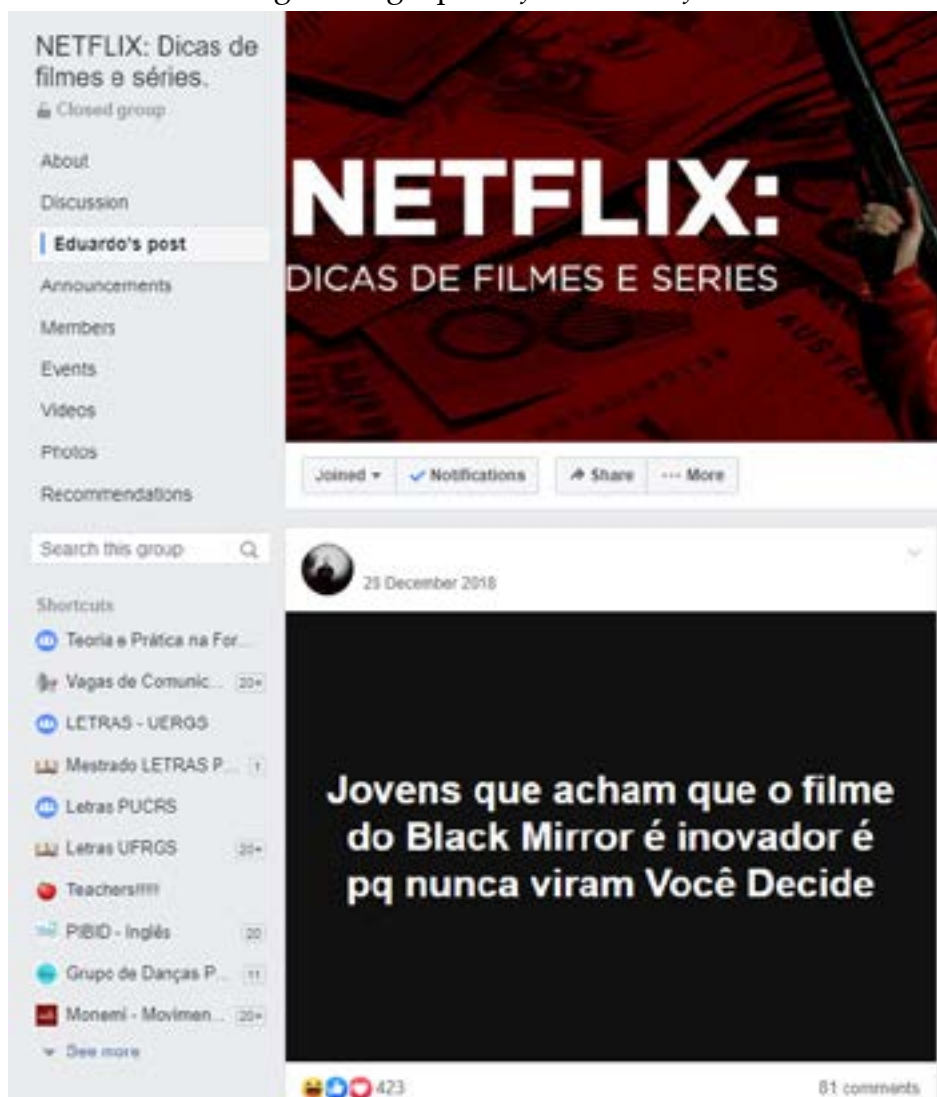 NETFLIX: Dicas de
filmes e séries.
Closed group
About
Discussion
Eduardo's post
Announcements
Members
Events
Videos
Photos
Recommendations
Search this group
Shortcuts
Teoria e Prática na For...
Vagas de Comunic... 20+
LETRAS - UERGS
Mestrado LETRAS P... 1
Letras PUCRS
Letras UFRGS 20+
Teachers!!!!!
PIBID - Inglês 20
Grupo de Danças P... 11
Monemi - Movimen... 20+
See more
NETFLIX:
DICAS DE FILMES E SERIES
AUSTRA
Joined
Notifications
Share
More
December 2018
Jovens que acham que o filme
do Black Mirror é inovador é
pq nunca viram Você Decide
423
81 comments